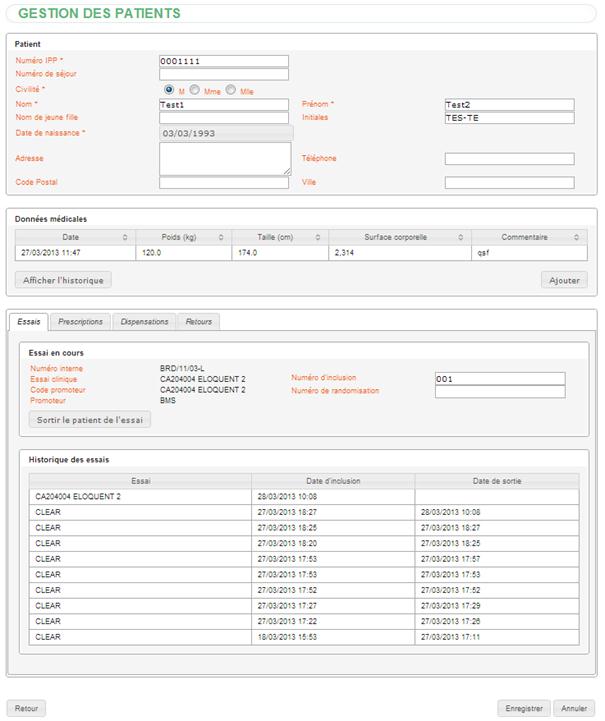 GESTION DES PATIENTS
Patient
Numéro IPP * 0001111
Numéro de séjour
Civilité * M Mme Mlle
Nom * Test1 Prénom * Test2
Nom de jeune fille Initiales TES-TE
Date de naissance * 03/03/1993
Adresse Téléphone
Code Postal Ville
Données médicales
Date Poids (kg) Taille (cm) Surface corporelle Commentaire
27/03/2013 11:47 120.0 174.0 2,314 qsf
Afficher l'historique Ajouter
Essais Prescriptions Dispensations Retours
Essai en cours
Numéro interne BRD/11/03-L
Essai clinique CA204004 ELOQUENT 2 Numéro d'inclusion 001
Code promoteur CA204004 ELOQUENT 2 Numéro de randomisation
Promoteur BMS
Sortir le patient de l'essai
Historique des essais
Essai Date d'inclusion Date de sortie
CA204004 ELOQUENT 2 28/03/2013 10:08
CLEAR 27/03/2013 18:27 28/03/2013 10:08
CLEAR 27/03/2013 18:25 27/03/2013 18:27
CLEAR 27/03/2013 18:20 27/03/2013 18:25
CLEAR 27/03/2013 17:53 27/03/2013 17:57
CLEAR 27/03/2013 17:53 27/03/2013 17:53
CLEAR 27/03/2013 17:52 27/03/2013 17:52
CLEAR 27/03/2013 17:27 27/03/2013 17:29
CLEAR 27/03/2013 17:22 27/03/2013 17:26
CLEAR 18/03/2013 15:53 27/03/2013 17:11
Retour Enregistrer Annuler